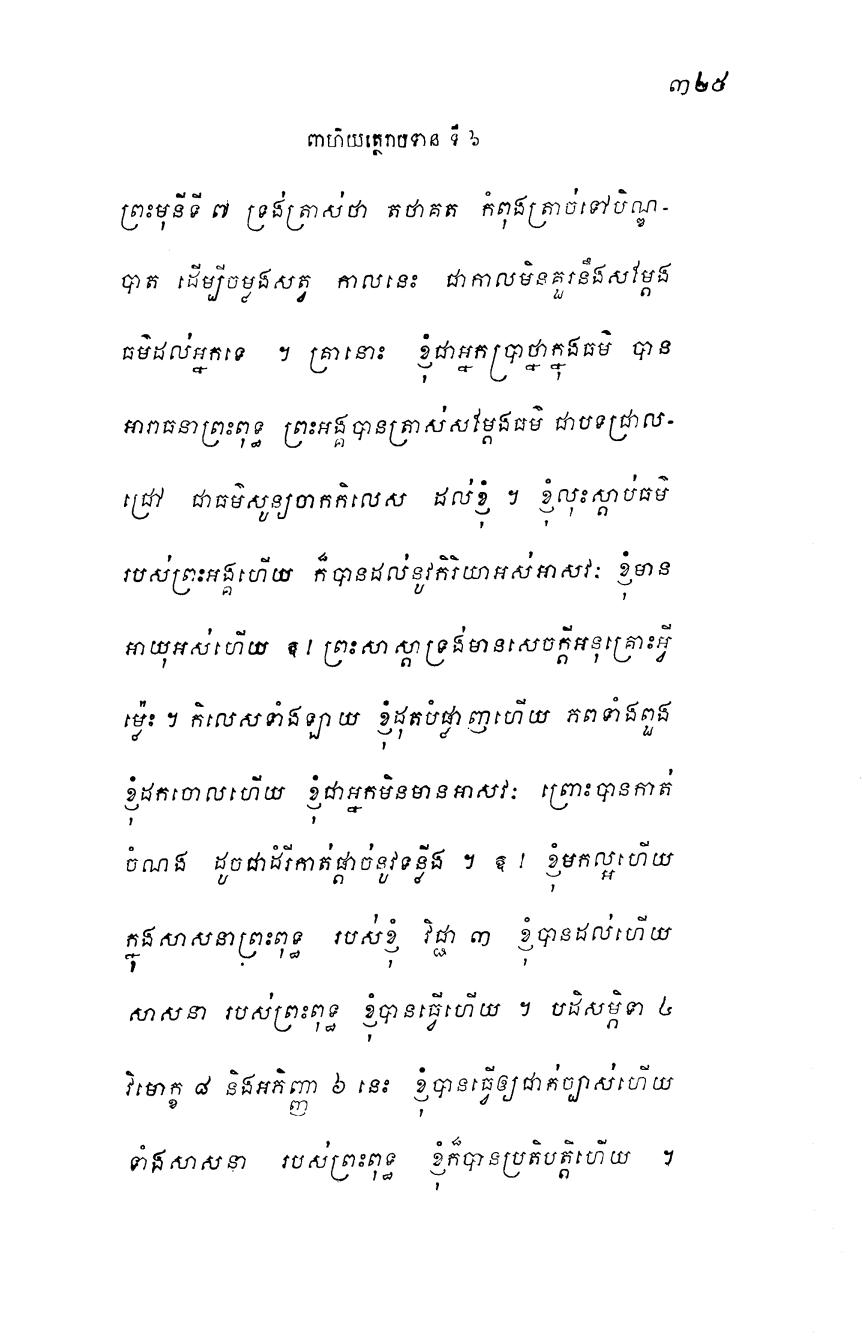 ៣២៥
ពាហិយត្ថេរាបទាន ទី ៦
ព្រះមុនីទី ៧ ទ្រង់ត្រាស់ថា តថាគត កំពុងត្រាច់ទៅបិណ្ឌ-
បាត ដើម្បីចម្លងសត្វ កាលនេះ ជាកាលមិនគួរនឹងសម្តែង
ធម៌ដល់អ្នកទេ ។ គ្រានោះ ខ្ញុំជាអ្នកប្រាថ្នាក្នុងធម៌ បាន
អារាធនាព្រះពុទ្ធ ព្រះអង្គបានត្រាស់សម្តែងធម៌ ជាបទជ្រាល-
ជ្រៅ ជាធម៌សូន្យចាកកិលេស ដល់ខ្ញុំ ។ ខ្ញុំលុះស្តាប់ធម៌
របស់ព្រះអង្គហើយ ក៏បានដល់នូវកិរិយាអស់អាសវៈ ខ្ញុំមាន
អាយុអស់ហើយ ឱ ! ព្រះសាស្តាទ្រង់មានសេចក្តីអនុគ្រោះអ្វី
ម្ល៉េះ ។ កិលេសទាំងឡាយ ខ្ញុំដុតបំផ្លាញហើយ ភពទាំងពួង
ខ្ញុំដកចោលហើយ ខ្ញុំជាអ្នកមិនមានអាសវៈ ព្រោះបានកាត់
ចំណង ដូចជាដំរីកាត់ផ្តាច់នូវទន្លីង ។ ឱ ! ខ្ញុំមកល្អហើយ
ក្នុងសាសនាព្រះពុទ្ធ របស់ខ្ញុំ វិជ្ជា ៣ ខ្ញុំបានដល់ហើយ
សាសនា របស់ព្រះពុទ្ធ ខ្ញុំបានធ្វើហើយ ។ បដិសម្ភិទា ៤
វិមោក្ខ ៨ និងអភិញ្ញា ៦ នេះ ខ្ញុំបានធ្វើឲ្យជាក់ច្បាស់ហើយ
ទាំងសាសនា របស់ព្រះពុទ្ធ ខ្ញុំក៏បានប្រតិបត្តិហើយ ។